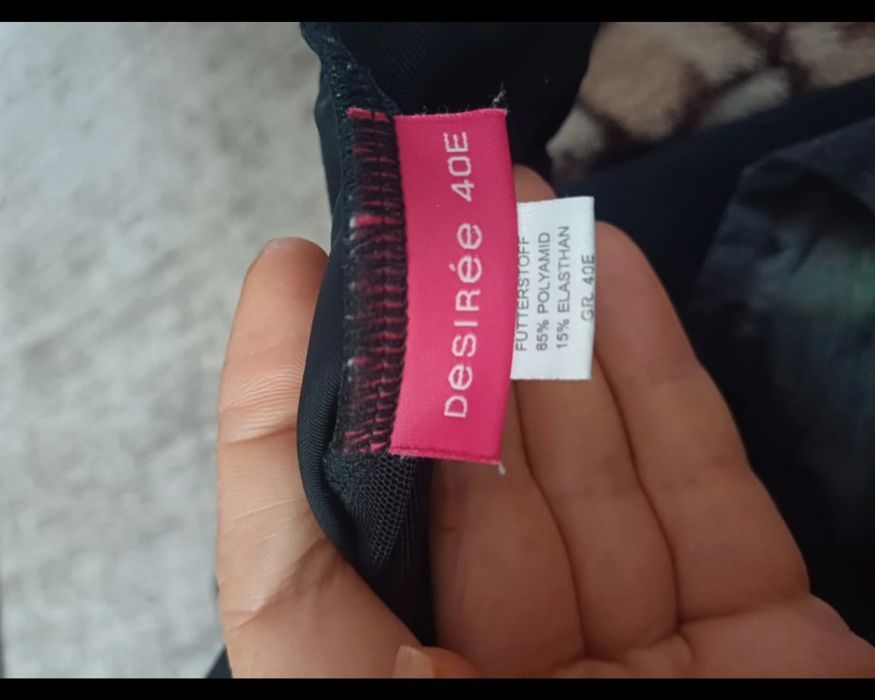 Desirée 40E
FUTTERSTOFF
85% POLYAMID
15% ELASTHAN
GR. 40E